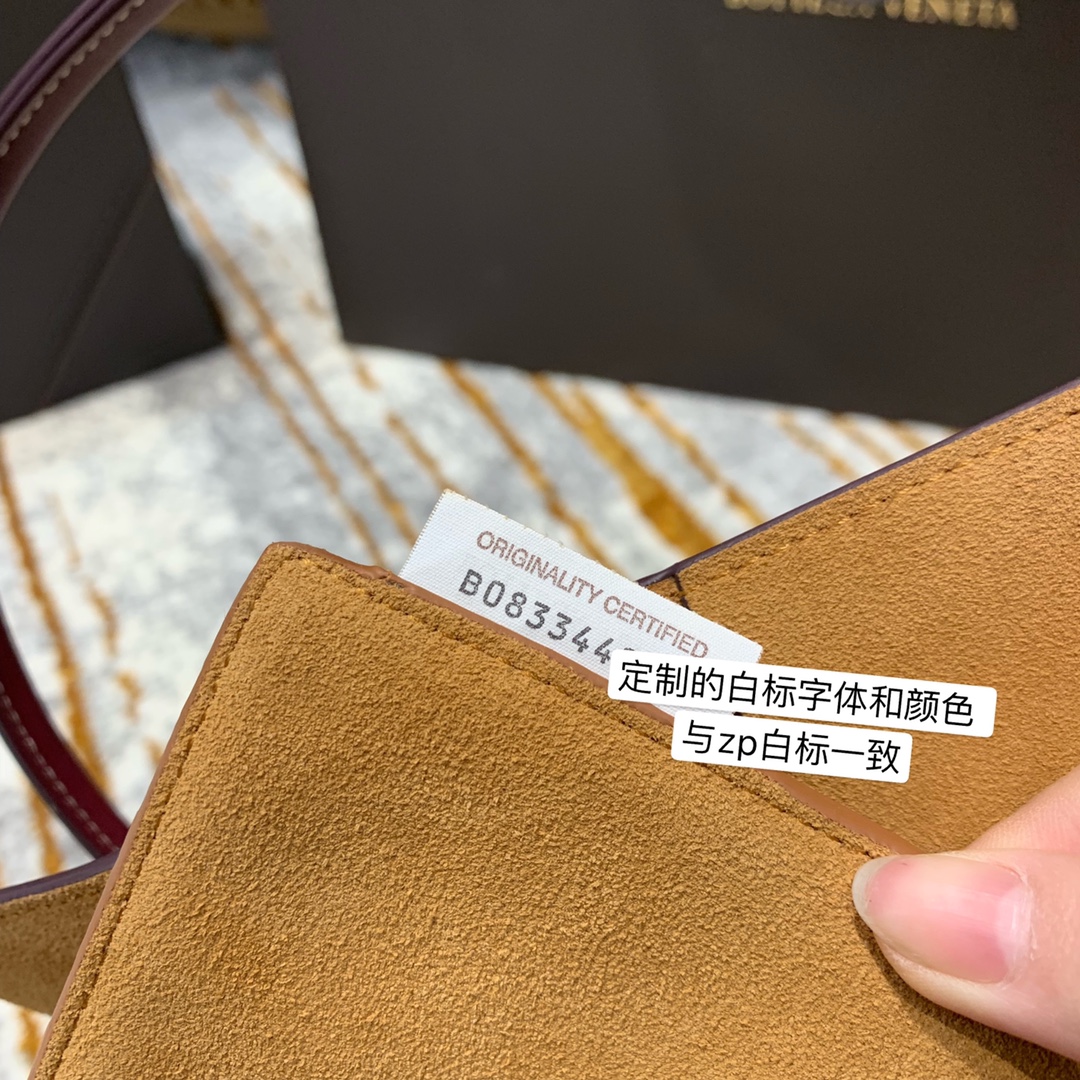 VENETA
ORIGINALITY CERTIFIED
B083344
定制的白标字体和颜色
与zp白标一致